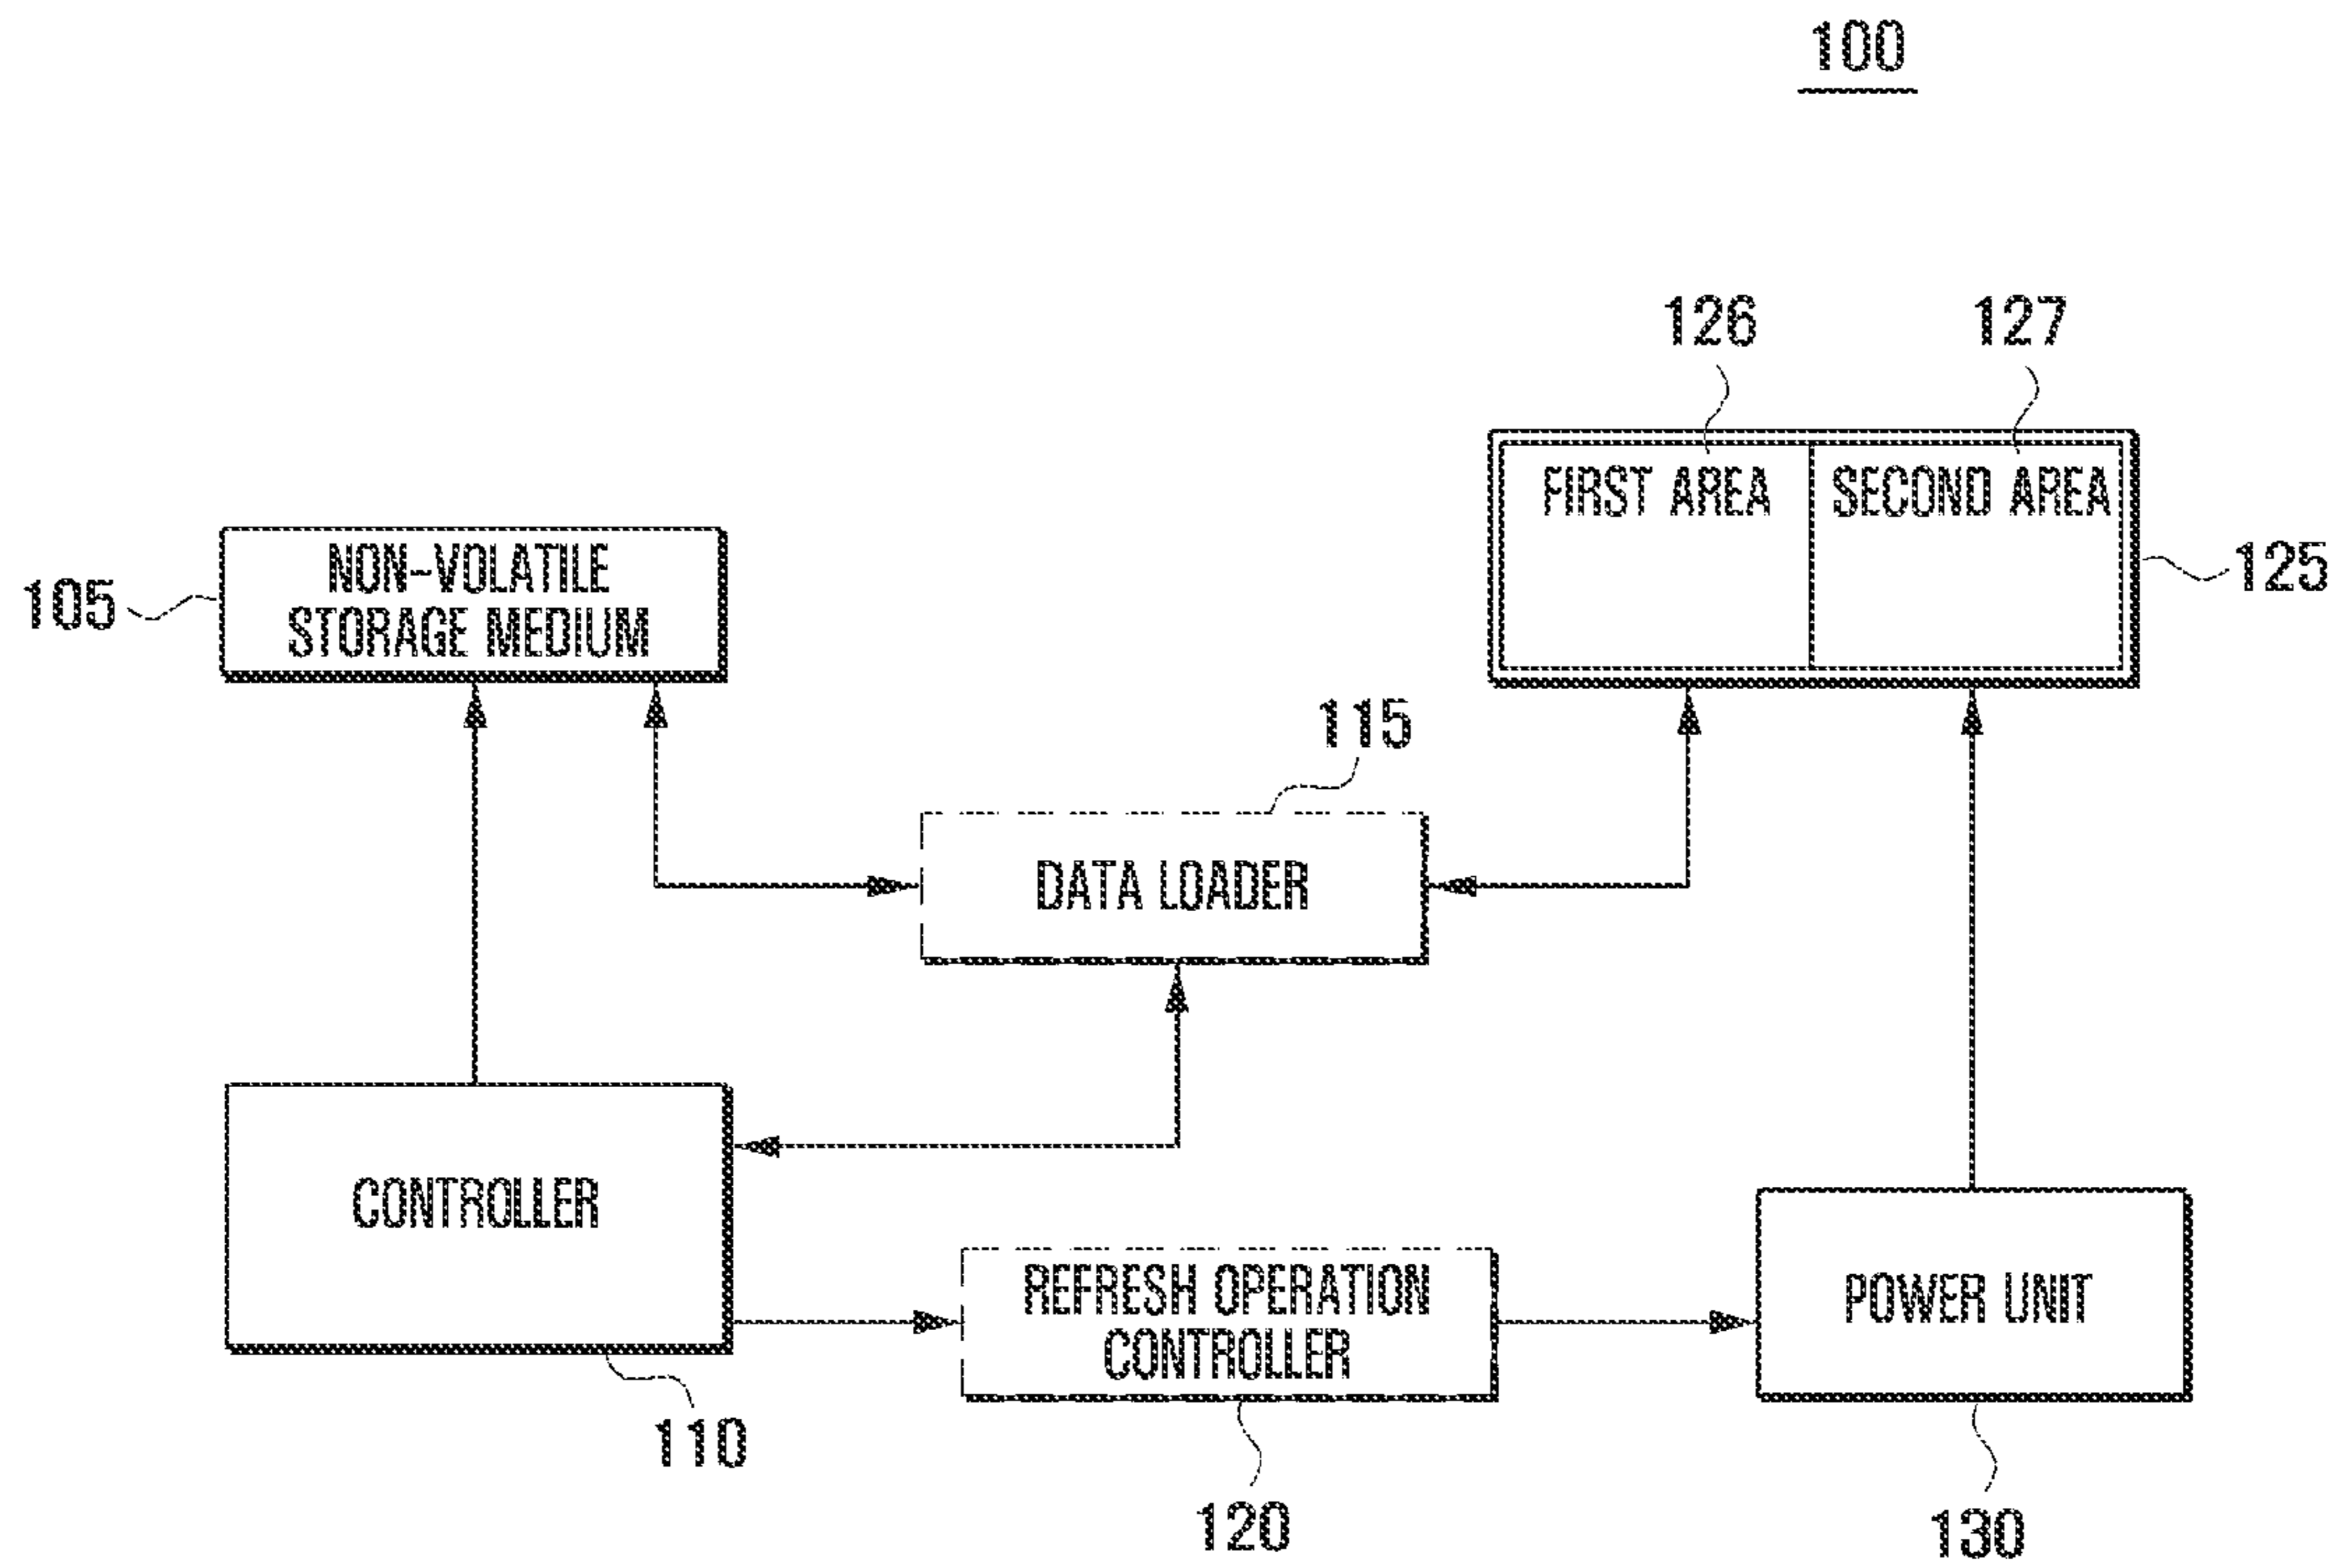 100
126
127
FIRST AREA
SECOND AREA
125
NON-VOLATILE
STORAGE MEDIUM
105
115
DATA LOADER
CONTROLLER
110
REFRESH OPERATION
CONTROLLER
120
POWER UNIT
130